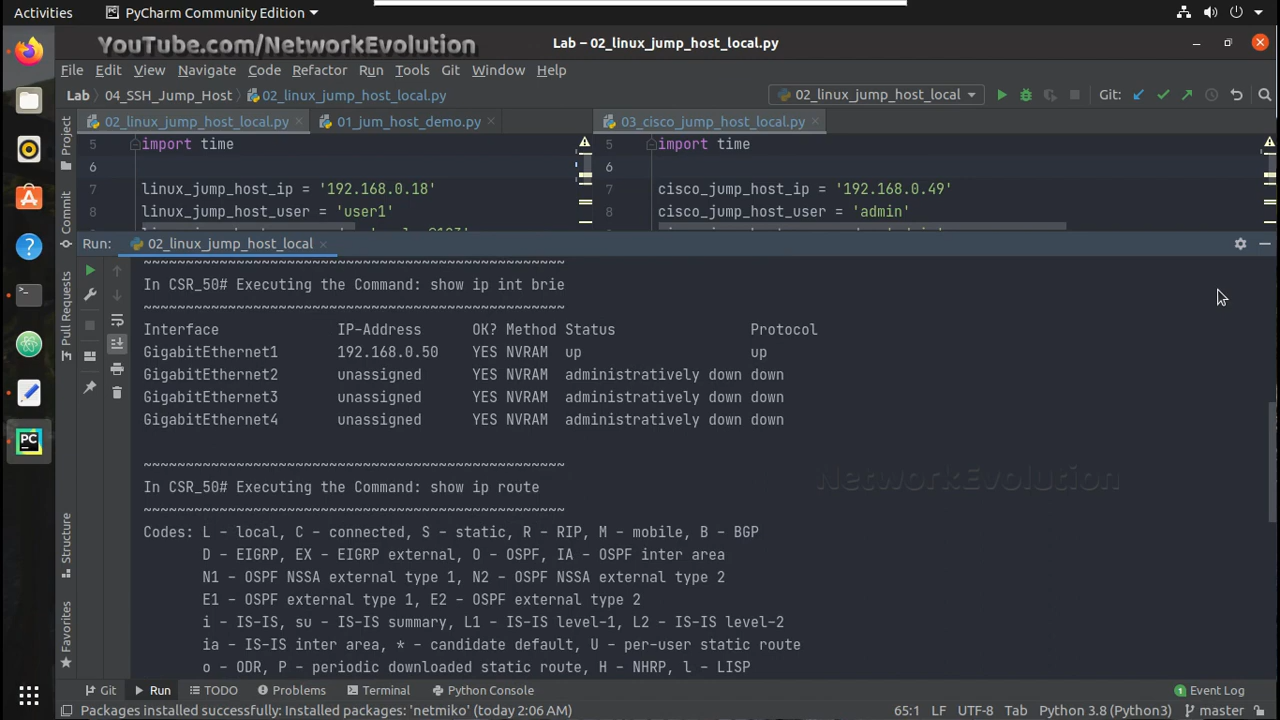 Activities PyCharm Community Edition
YouTube.com/NetworkEvolution
Lab – 02_linux_jump_host_local.py
File Edit View Navigate Code Refactor Run Tools Git Window Help
Lab 04_SSH_Jump_Host 02_linux_jump_host_local.py 02_linux_jump_host_local Git:
02_linux_jump_host_local.py 01_jum_host_demo.py 03_cisco_jump_host_local.py
5 import time 5 import time
6 6
7 linux_jump_host_ip = '192.168.0.18' 7 cisco_jump_host_ip = '192.168.0.49'
8 linux_jump_host_user = 'user1' 8 cisco_jump_host_user = 'admin'
Run: 02_linux_jump_host_local
~~~~~~~~~~~~~~~~~~~~~~~~~~~~~~~~~~~~~~~~~~~~~~~~~~
In CSR_50# Executing the Command: show ip int brie
~~~~~~~~~~~~~~~~~~~~~~~~~~~~~~~~~~~~~~~~~~~~~~~~~~
Interface IP-Address OK? Method Status Protocol
GigabitEthernet1 192.168.0.50 YES NVRAM up up
GigabitEthernet2 unassigned YES NVRAM administratively down down
GigabitEthernet3 unassigned YES NVRAM administratively down down
GigabitEthernet4 unassigned YES NVRAM administratively down down
~~~~~~~~~~~~~~~~~~~~~~~~~~~~~~~~~~~~~~~~~~~~~~~~~~
NetworkEvolution
In CSR_50# Executing the Command: show ip route
~~~~~~~~~~~~~~~~~~~~~~~~~~~~~~~~~~~~~~~~~~~~~~~~~~
Codes: L - local, C - connected, S - static, R - RIP, M - mobile, B - BGP
D - EIGRP, EX - EIGRP external, O - OSPF, IA - OSPF inter area
N1 - OSPF NSSA external type 1, N2 - OSPF NSSA external type 2
E1 - OSPF external type 1, E2 - OSPF external type 2
i - IS-IS, su - IS-IS summary, L1 - IS-IS level-1, L2 - IS-IS level-2
ia - IS-IS inter area, * - candidate default, U - per-user static route
o - ODR, P - periodic downloaded static route, H - NHRP, l - LISP
Project
Commit
Pull Requests
Structure
Favorites
Git Run TODO Problems Terminal Python Console 1 Event Log
Packages installed successfully: Installed packages: 'netmiko' (today 2:06 AM) 65:1 LF UTF-8 Tab Python 3.8 (Python3) master